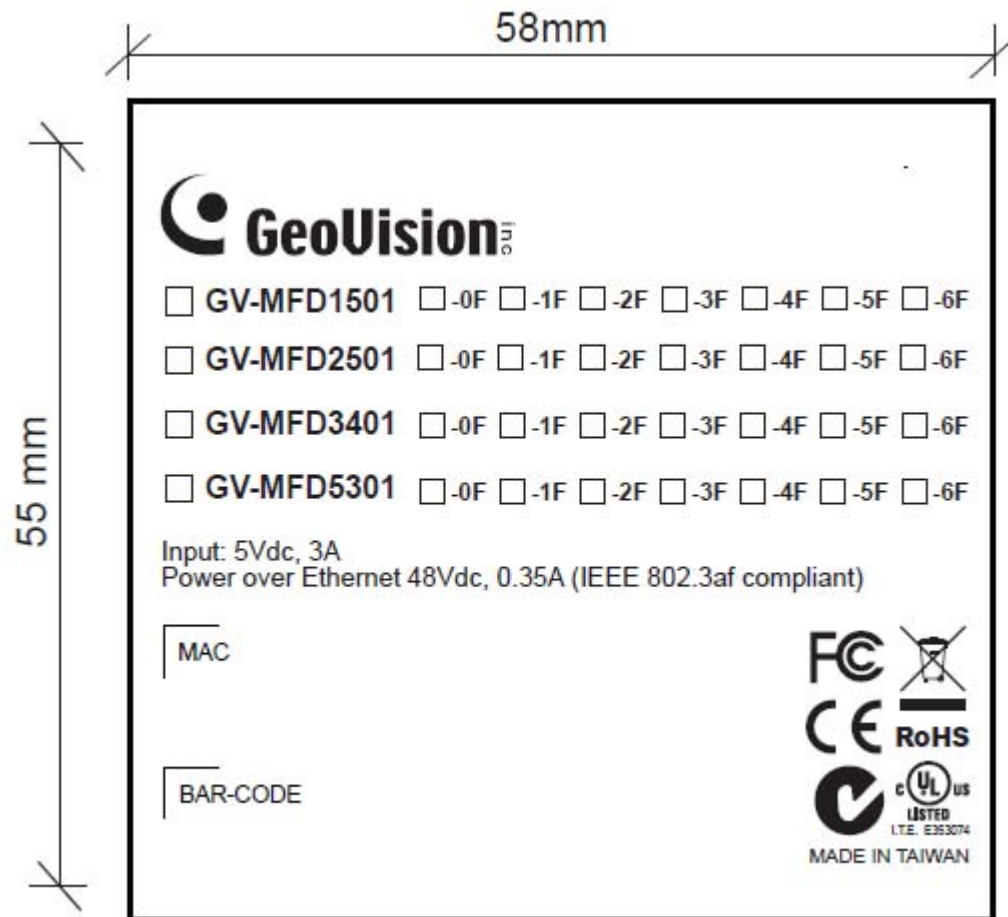 58mm
55 mm
GeoVision inc
GV-MFD1501 -0F -1F -2F -3F -4F -5F -6F
GV-MFD2501 -0F -1F -2F -3F -4F -5F -6F
GV-MFD3401 -0F -1F -2F -3F -4F -5F -6F
GV-MFD5301 -0F -1F -2F -3F -4F -5F -6F
Input: 5Vdc, 3A
Power over Ethernet 48Vdc, 0.35A (IEEE 802.3af compliant)
MAC
FC
CE RoHS
BAR-CODE
c UL us
LISTED
I.T.E. E353074
MADE IN TAIWAN